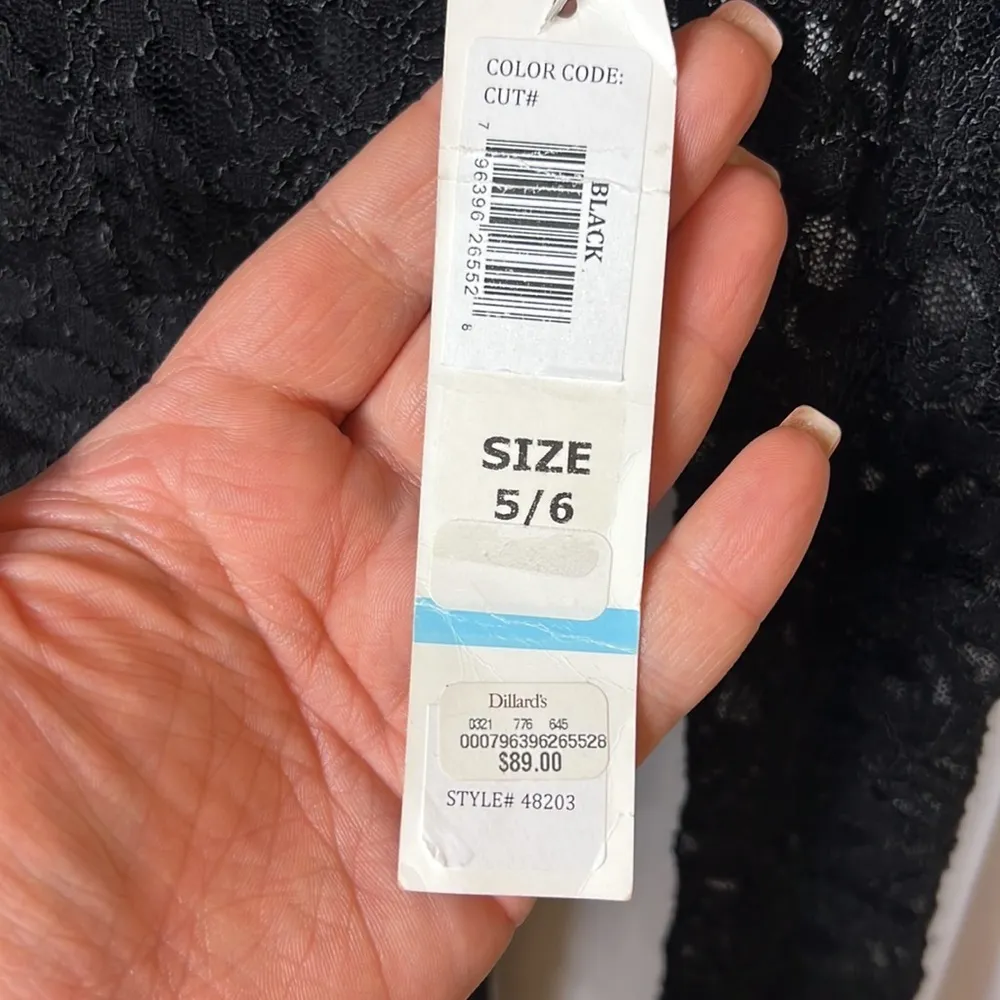 COLOR CODE:
CUT#
BLACK
7 96396 26552 8
SIZE
5/6
Dillard's
0321 776 645
000796396265528
$89.00
STYLE# 48203